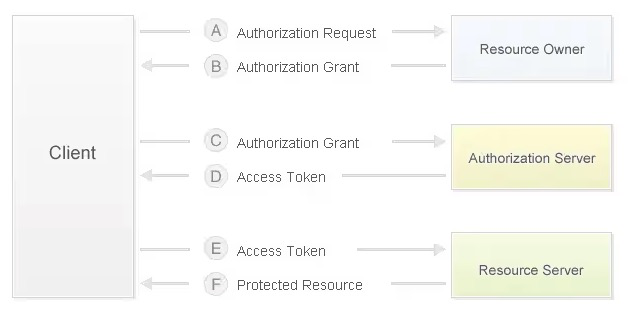 A Authorization Request
Resource Owner
B Authorization Grant
Client
C Authorization Grant
Authorization Server
D Access Token
E Access Token
Resource Server
F Protected Resource